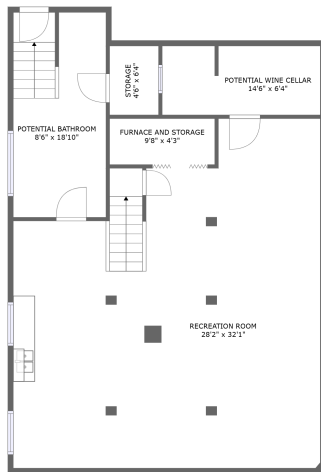 STORAGE
4'6" x 6'4"
POTENTIAL WINE CELLAR
14'6" x 6'4"
POTENTIAL BATHROOM
8'6" x 18'10"
FURNACE AND STORAGE
9'8" x 4'3"
RECREATION ROOM
28'2" x 32'1"